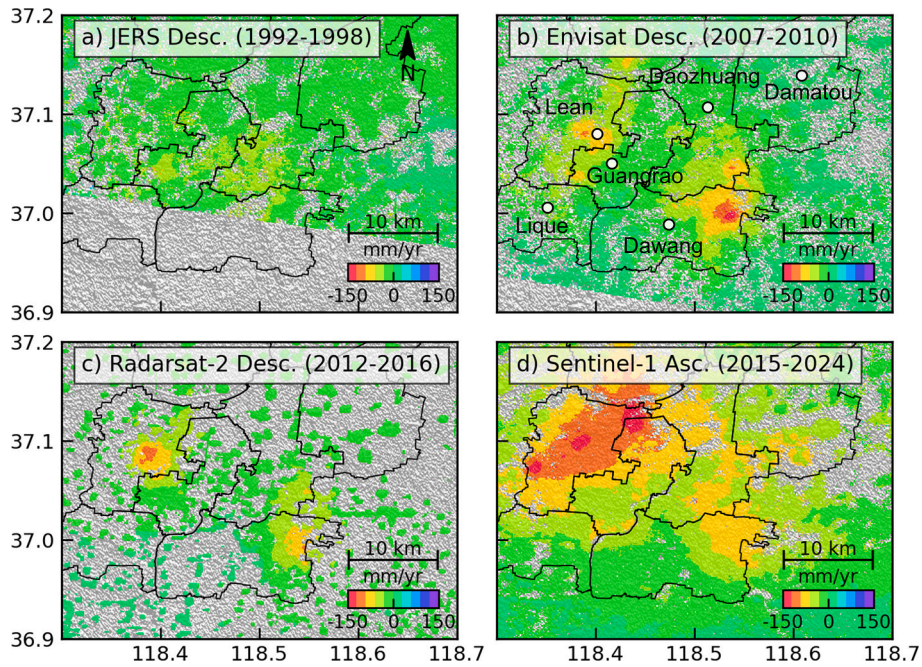 37.2
a) JERS Desc. (1992-1998)
N
37.1
37.0
10 km
mm/yr
-150 0 150
36.9
b) Envisat Desc. (2007-2010)
Daozhuang
Damatou
Lean
Guangrao
Lique
Dawang
10 km
mm/yr
-150 0 150
37.2
c) Radarsat-2 Desc. (2012-2016)
37.1
37.0
10 km
mm/yr
-150 0 150
36.9
118.4 118.5 118.6 118.7
d) Sentinel-1 Asc. (2015-2024)
10 km
mm/yr
-150 0 150
118.4 118.5 118.6 118.7